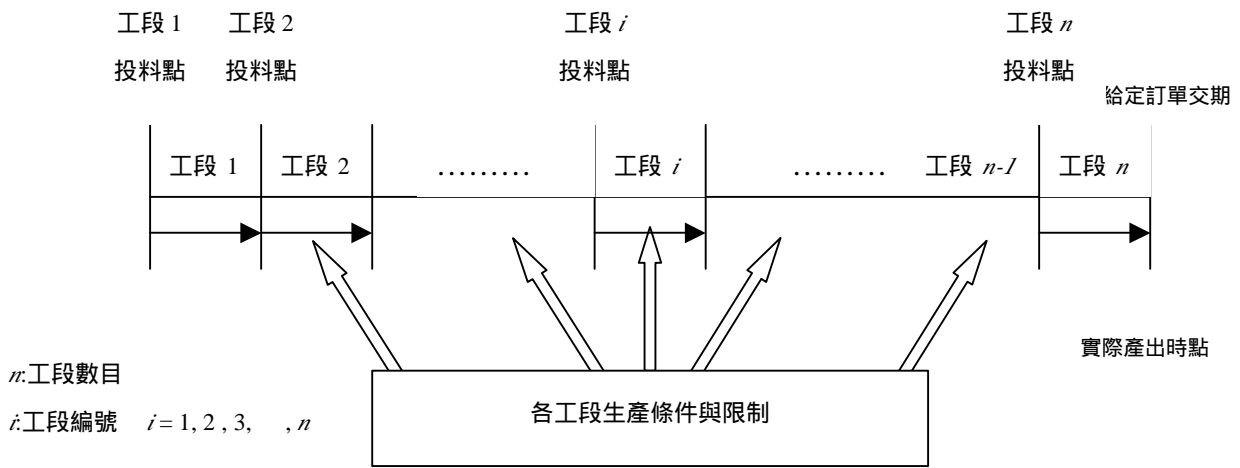 工段 1 工段 2 工段 i 工段 n
投料點 投料點 投料點 投料點
給定訂單交期
工段 1 工段 2 ......... 工段 i ......... 工段 n-1 工段 n
實際產出時點
n:工段數目
各工段生產條件與限制
i:工段編號 i = 1, 2 , 3, , n